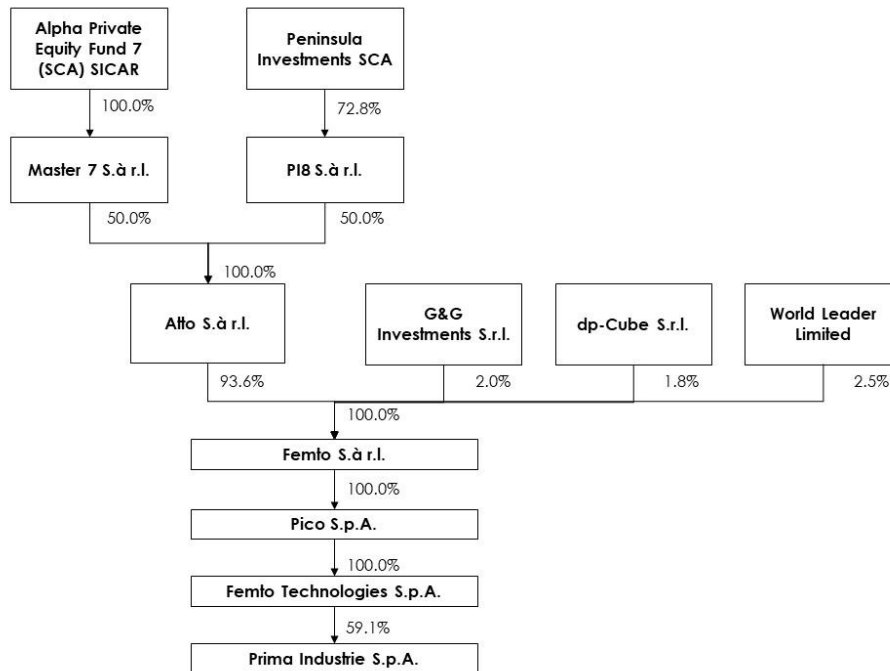 Alpha Private
Equity Fund 7
(SCA) SICAR
Peninsula
Investments SCA
100.0%
72.8%
Master 7 S.à r.l.
PI8 S.à r.l.
50.0%
50.0%
100.0%
Atto S.à r.l.
G&G
Investments S.r.l.
dp-Cube S.r.l.
World Leader
Limited
93.6%
2.0%
1.8%
2.5%
100.0%
Femto S.à r.l.
100.0%
Pico S.p.A.
100.0%
Femto Technologies S.p.A.
59.1%
Prima Industrie S.p.A.